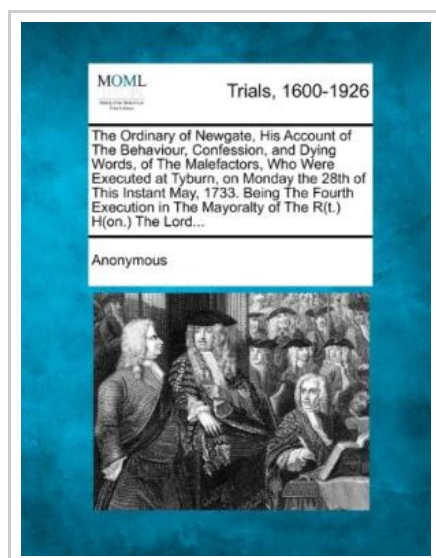 MOML
Trials, 1600-1926
The Ordinary of Newgate, His Account of
The Behaviour, Confession, and Dying
Words, of The Malefactors, Who Were
Executed at Tyburn, on Monday the 28th of
This Instant May, 1733. Being The Fourth
Execution in The Mayoralty of The R(t.)
H(on.) The Lord...
Anonymous